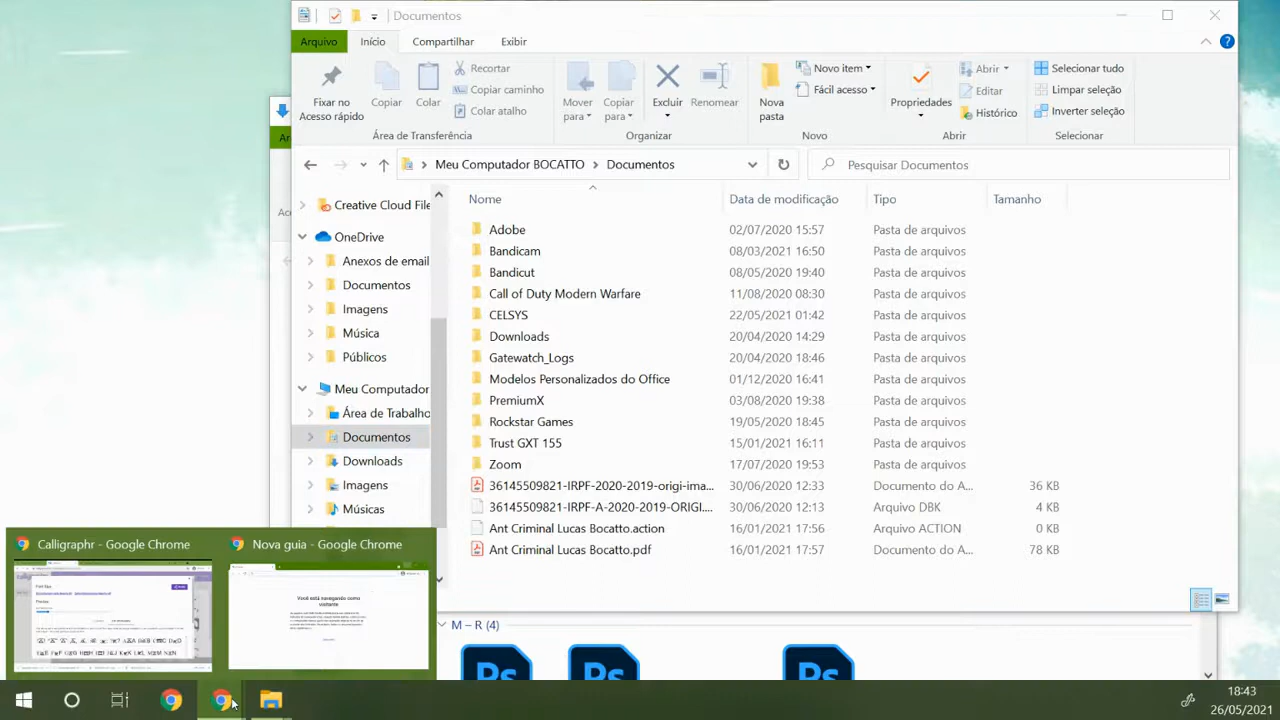 Documentos
Arquivo
Início
Compartilhar
Exibir
Fixar no
Acesso rápido
Copiar
Colar
Recortar
Copiar caminho
Colar atalho
Área de Transferência
Mover
para
Copiar
para
Excluir
Renomear
Organizar
Nova
pasta
Novo item
Fácil acesso
Novo
Propriedades
Abrir
Editar
Histórico
Abrir
Selecionar tudo
Limpar seleção
Inverter seleção
Selecionar
Meu Computador BOCATTO
Documentos
Pesquisar Documentos
Creative Cloud File
OneDrive
Anexos de email
Documentos
Imagens
Música
Públicos
Meu Computador
Área de Trabalho
Documentos
Downloads
Imagens
Músicas
Nome Data de modificação Tipo Tamanho
Adobe 02/07/2020 15:57 Pasta de arquivos
Bandicam 08/03/2021 16:50 Pasta de arquivos
Bandicut 08/05/2020 19:40 Pasta de arquivos
Call of Duty Modern Warfare 11/08/2020 08:30 Pasta de arquivos
CELSYS 22/05/2021 01:42 Pasta de arquivos
Downloads 20/04/2020 14:29 Pasta de arquivos
Gatewatch_Logs 20/04/2020 18:46 Pasta de arquivos
Modelos Personalizados do Office 01/12/2020 16:41 Pasta de arquivos
PremiumX 03/08/2020 19:38 Pasta de arquivos
Rockstar Games 19/05/2020 18:45 Pasta de arquivos
Trust GXT 155 15/01/2021 16:11 Pasta de arquivos
Zoom 17/07/2020 19:53 Pasta de arquivos
36145509821-IRPF-2020-2019-origi-ima... 30/06/2020 12:33 Documento do A... 36 KB
36145509821-IRPF-A-2020-2019-ORIGI.... 30/06/2020 12:13 Arquivo DBK 4 KB
Ant Criminal Lucas Bocatto.action 16/01/2021 17:56 Arquivo ACTION 0 KB
Ant Criminal Lucas Bocatto.pdf 16/01/2021 17:57 Documento do A... 78 KB
Calligraphr - Google Chrome
Nova guia - Google Chrome
Você está navegando como
visitante
Ps
Ps
Ps
18:43
26/05/2021